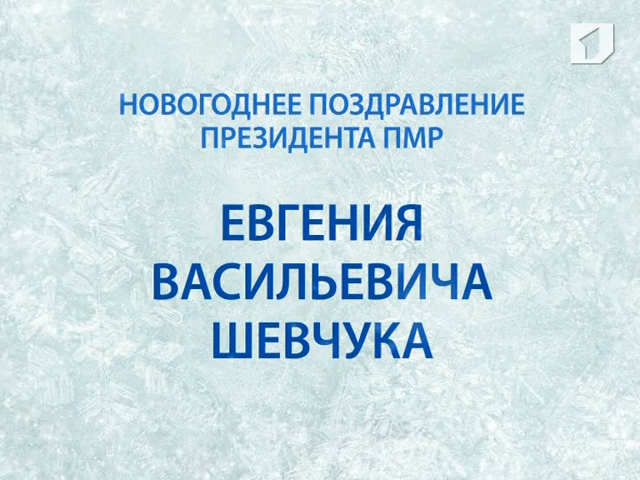 НОВОГОДНЕЕ ПОЗДРАВЛЕНИЕ
ПРЕЗИДЕНТА ПМР
ЕВГЕНИЯ
ВАСИЛЬЕВИЧА
ШЕВЧУКА